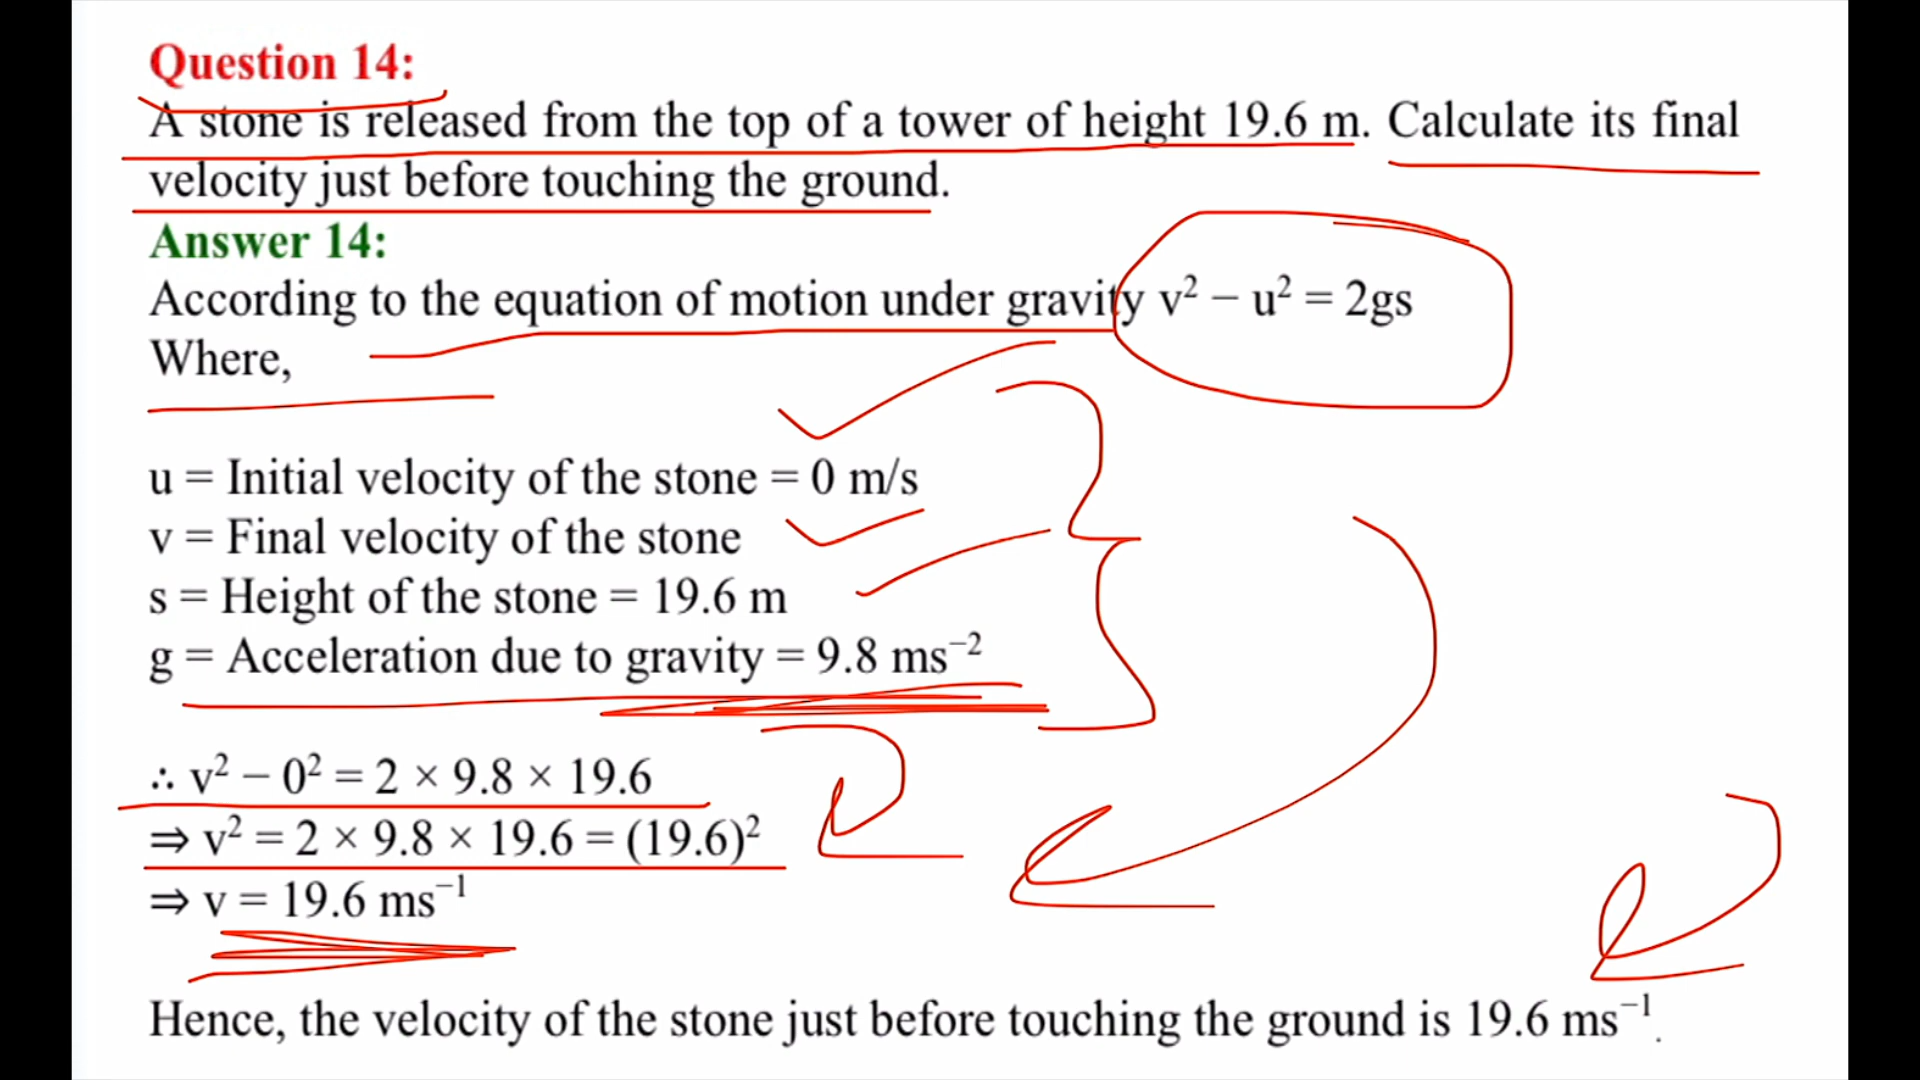 Question 14:
A stone is released from the top of a tower of height 19.6 m. Calculate its final
velocity just before touching the ground.
Answer 14:
According to the equation of motion under gravity v² − u² = 2gs
Where,
u = Initial velocity of the stone = 0 m/s
v = Final velocity of the stone
s = Height of the stone = 19.6 m
g = Acceleration due to gravity = 9.8 ms⁻²
∴ v² − 0² = 2 × 9.8 × 19.6
⇒ v² = 2 × 9.8 × 19.6 = (19.6)²
⇒ v = 19.6 ms⁻¹
Hence, the velocity of the stone just before touching the ground is 19.6 ms⁻¹.